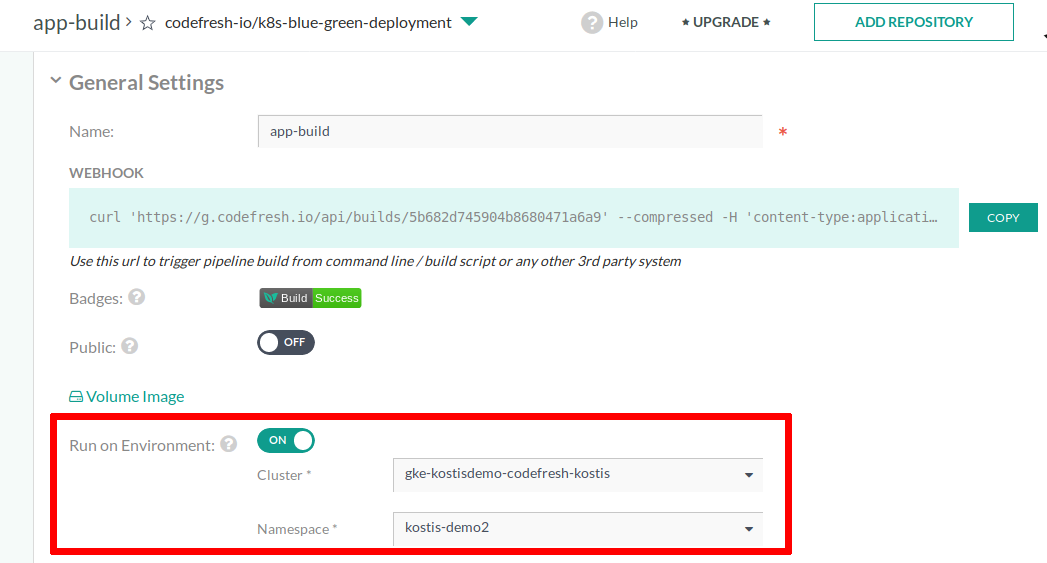 app-build > ☆ codefresh-io/k8s-blue-green-deployment
? Help
★ UPGRADE ★
ADD REPOSITORY
General Settings
Name:
app-build
*
WEBHOOK
curl 'https://g.codefresh.io/api/builds/5b682d745904b8680471a6a9' --compressed -H 'content-type:applicati…
COPY
Use this url to trigger pipeline build from command line / build script or any other 3rd party system
Badges: ?
Build Success
Public: ?
OFF
Volume Image
Run on Environment: ?
ON
Cluster *
gke-kostisdemo-codefresh-kostis
Namespace *
kostis-demo2